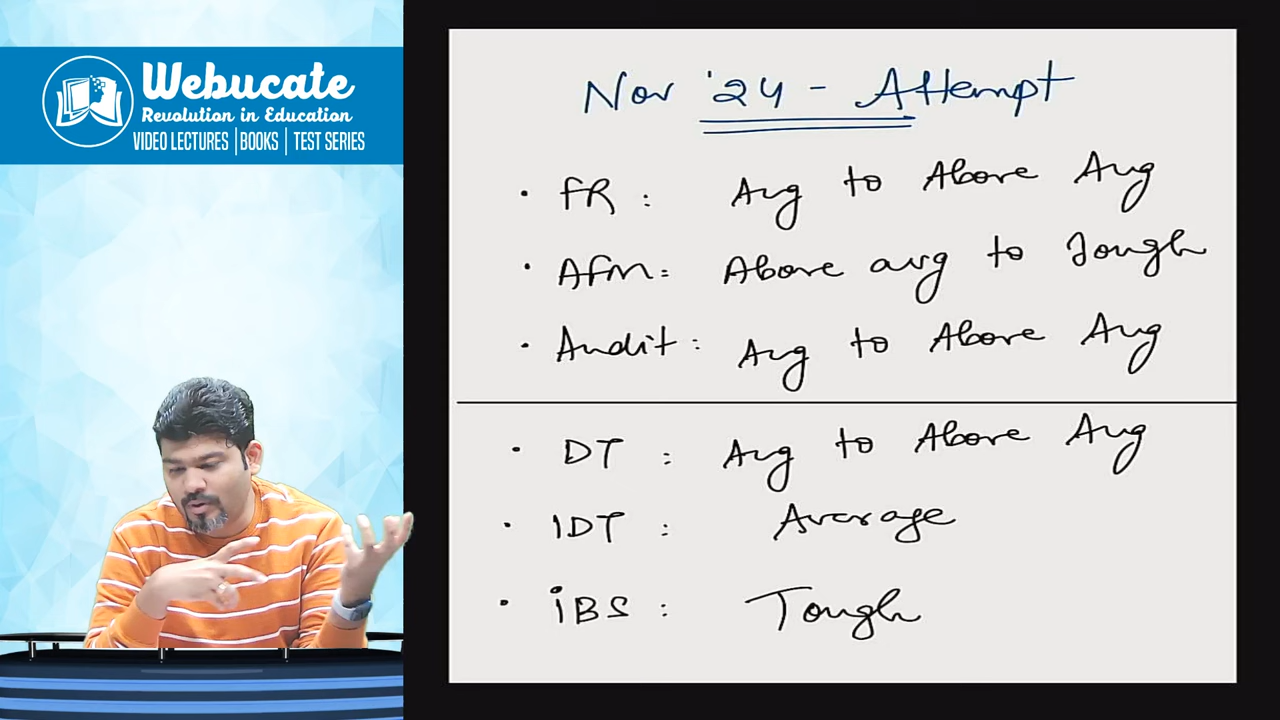 Webucate
Revolution in Education
VIDEO LECTURES | BOOKS | TEST SERIES
Nov '24 - Attempt
• FR : Avg to Above Avg
• AFM: Above avg to Tough
• Audit: Avg to Above Avg
• DT : Avg to Above Avg
• IDT : Average
• IBS : Tough